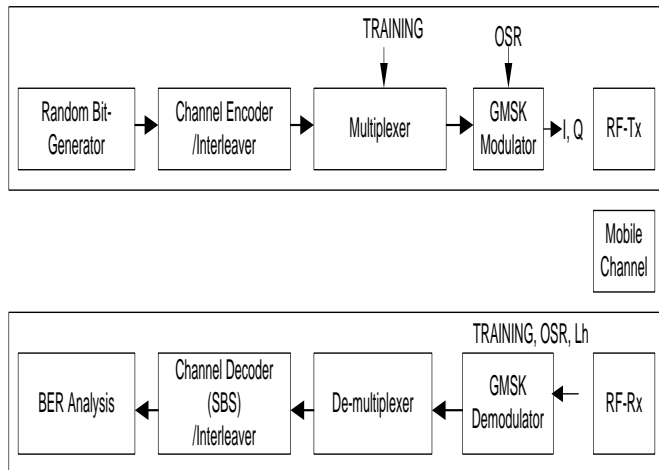 TRAINING
OSR
Random Bit-
Generator
Channel Encoder
/Interleaver
Multiplexer
GMSK
Modulator
I, Q
RF-Tx
Mobile
Channel
TRAINING, OSR, Lh
BER Analysis
Channel Decoder
(SBS)
/Interleaver
De-multiplexer
GMSK
Demodulator
RF-Rx